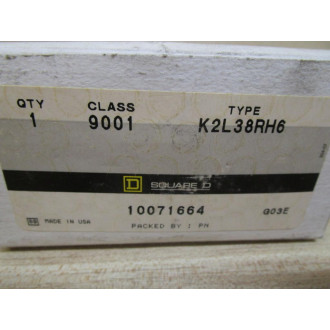 QTY CLASS TYPE
1 9001 K2L38RH6
D SQUARE D
10071664 G03E
MADE IN USA PACKED BY